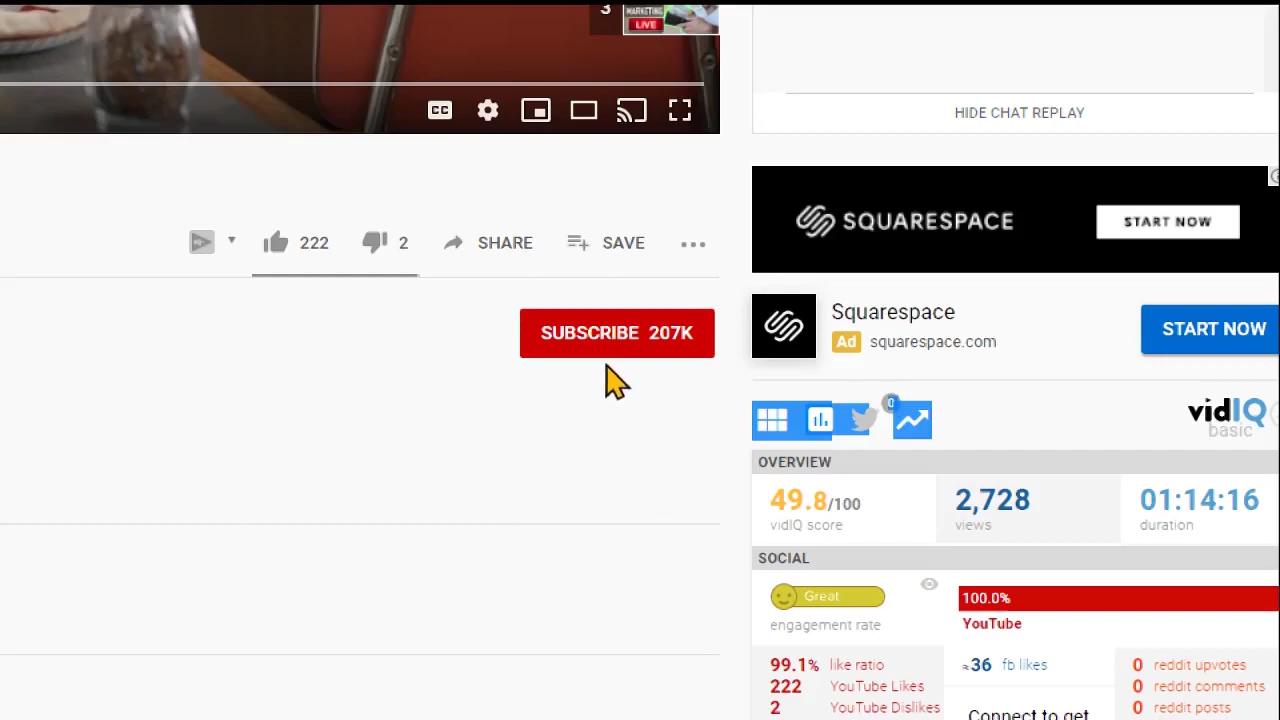 3
MARKETING
LIVE
CC
HIDE CHAT REPLAY
SQUARESPACE
START NOW
222
2
SHARE
SAVE
SUBSCRIBE 207K
Squarespace
Ad squarespace.com
START NOW
0
vidIQ
basic
OVERVIEW
49.8/100
vidIQ score
2,728
views
01:14:16
duration
SOCIAL
Great
engagement rate
100.0%
YouTube
99.1% like ratio
222 YouTube Likes
2 YouTube Dislikes
≈36 fb likes
Connect to get
0 reddit upvotes
0 reddit comments
0 reddit posts